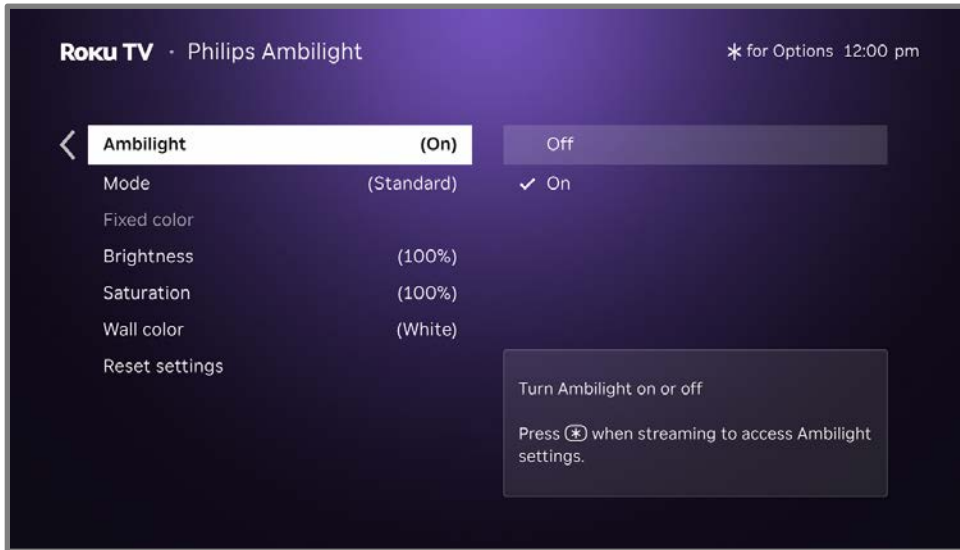 Roku TV · Philips Ambilight
* for Options 12:00 pm
Ambilight (On)
Mode (Standard)
Fixed color
Brightness (100%)
Saturation (100%)
Wall color (White)
Reset settings
Off
✓ On
Turn Ambilight on or off
Press * when streaming to access Ambilight
settings.